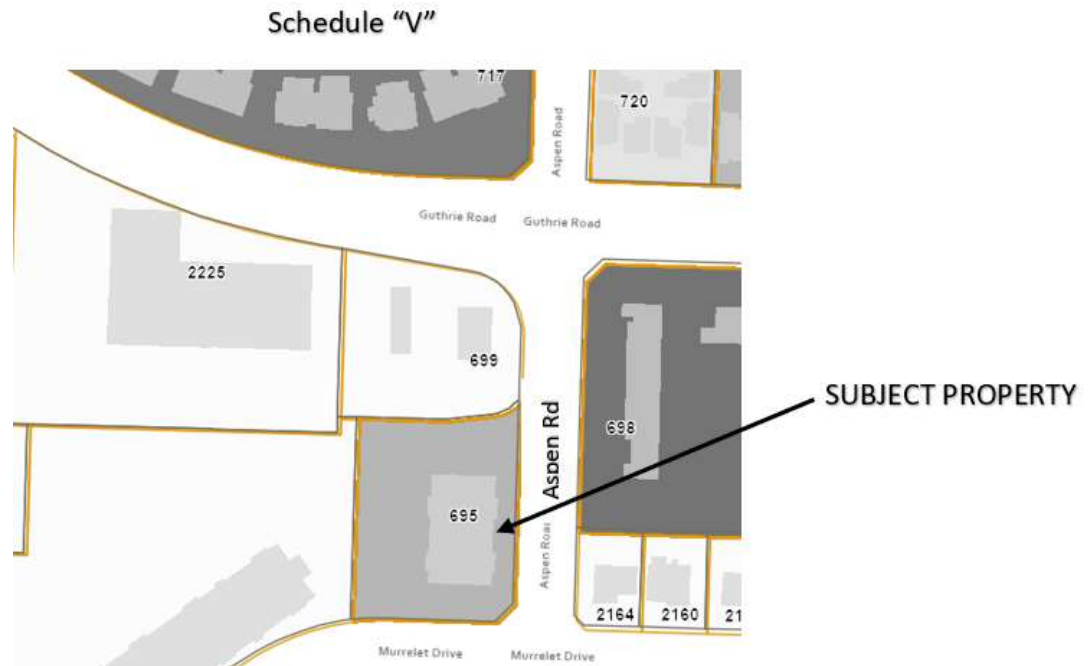 Schedule “V”
717
720
Aspen Road
Guthrie Road
Guthrie Road
2225
699
SUBJECT PROPERTY
Aspen Rd
698
695
Aspen Road
2164
2160
21
Murrelet Drive
Murrelet Drive